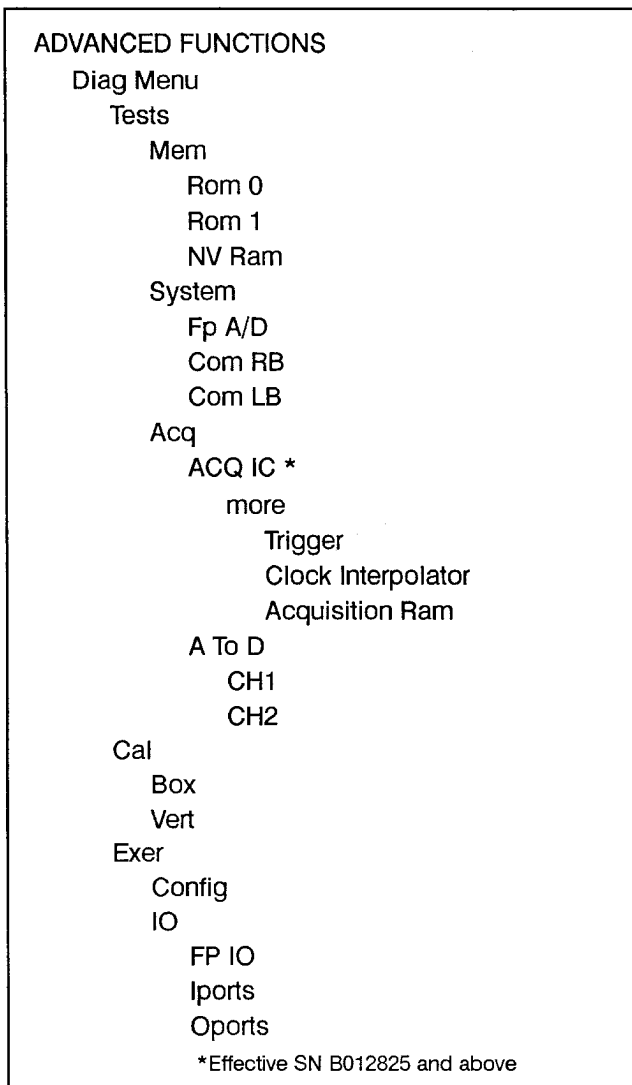 ADVANCED FUNCTIONS
Diag Menu
Tests
Mem
Rom 0
Rom 1
NV Ram
System
Fp A/D
Com RB
Com LB
Acq
ACQ IC *
more
Trigger
Clock Interpolator
Acquisition Ram
A To D
CH1
CH2
Cal
Box
Vert
Exer
Config
IO
FP IO
Iports
Oports
*Effective SN B012825 and above